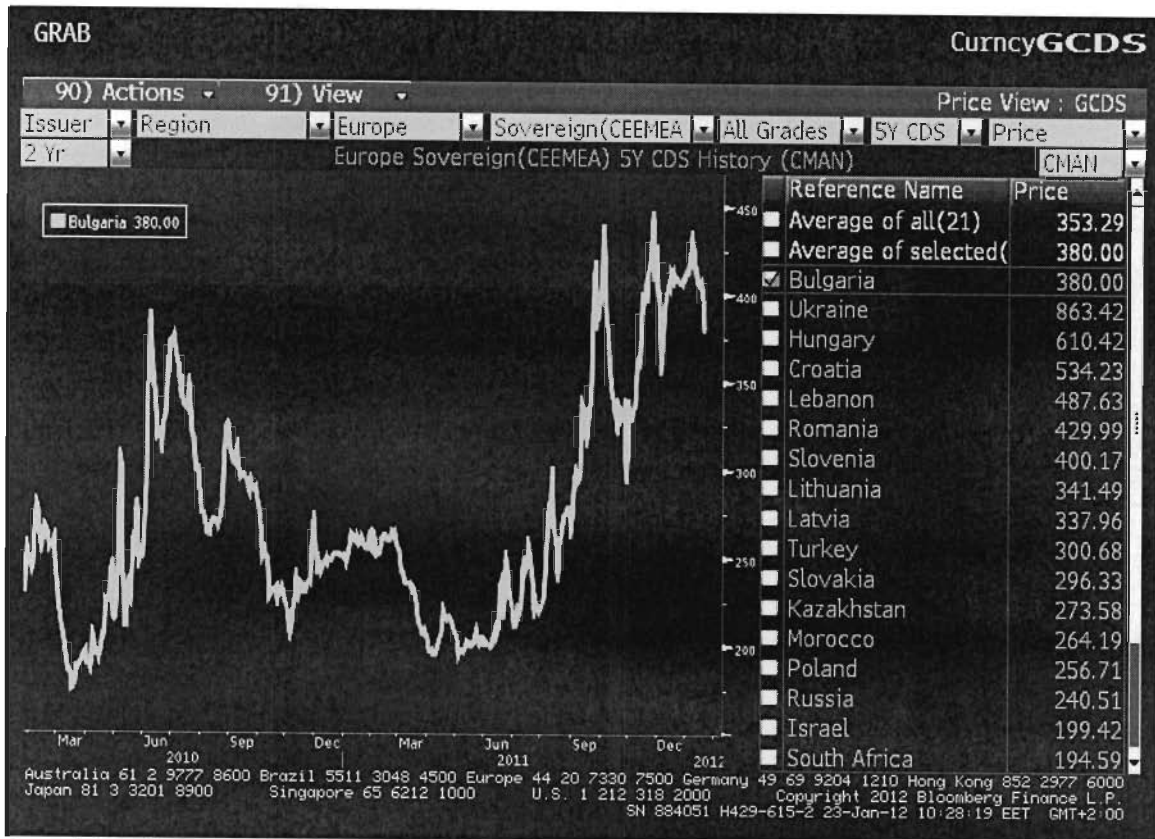 GRAB
CurncyGCDS
90) Actions 91) View Price View : GCDS
Issuer Region Europe Sovereign(CEEMEA All Grades 5Y CDS Price
2 Yr Europe Sovereign(CEEMEA) 5Y CDS History (CMAN) CMAN
Bulgaria 380.00
450
400
350
300
250
200
Mar Jun Sep Dec Mar Jun Sep Dec
2010 2011 2012
Reference Name Price
Average of all(21) 353.29
Average of selected( 380.00
Bulgaria 380.00
Ukraine 863.42
Hungary 610.42
Croatia 534.23
Lebanon 487.63
Romania 429.99
Slovenia 400.17
Lithuania 341.49
Latvia 337.96
Turkey 300.68
Slovakia 296.33
Kazakhstan 273.58
Morocco 264.19
Poland 256.71
Russia 240.51
Israel 199.42
South Africa 194.59
Australia 61 2 9777 8600 Brazil 5511 3048 4500 Europe 44 20 7330 7500 Germany 49 69 9204 1210 Hong Kong 852 2977 6000
Japan 81 3 3201 8900 Singapore 65 6212 1000 U.S. 1 212 318 2000 Copyright 2012 Bloomberg Finance L.P.
SN 884051 H429-615-2 23-Jan-12 10:28:19 EET GMT+2:00